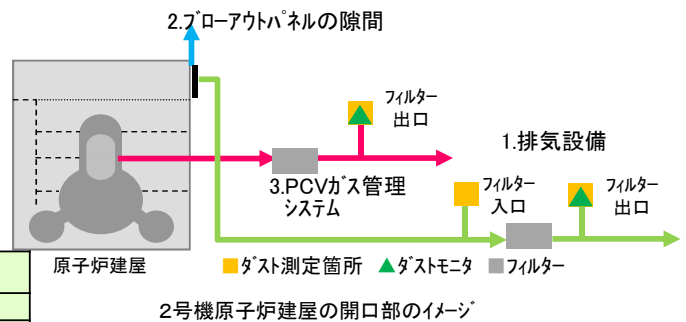 2.ﾌﾞﾛｰｱｳﾄﾊﾟﾈﾙの隙間
ﾌｨﾙﾀｰ
出口
1.排気設備
3.PCVｶﾞｽ管理
ｼｽﾃﾑ
ﾌｨﾙﾀｰ
入口
ﾌｨﾙﾀｰ
出口
原子炉建屋
■ﾀﾞｽﾄ測定箇所 ▲ﾀﾞｽﾄﾓﾆﾀ ■ﾌｨﾙﾀｰ
2号機原子炉建屋の開口部のｲﾒｰｼﾞ